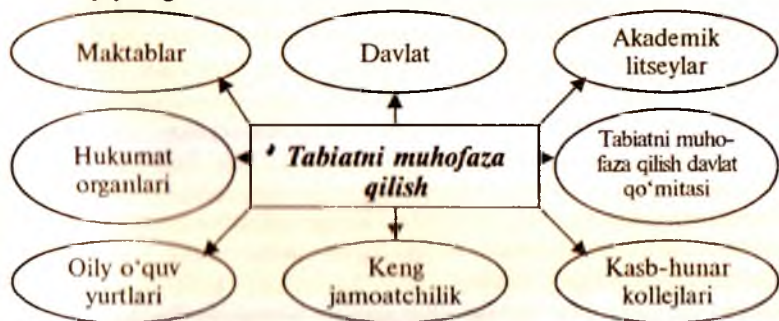 Maktablar
Davlat
Akademik
litseylar
Hukumat
organlari
Tabiatni muhofaza
qilish
Tabiatni muho-
faza qilish davlat
qo‘mitasi
Oily o‘quv
yurtlari
Keng
jamoatchilik
Kasb-hunar
kollejlari